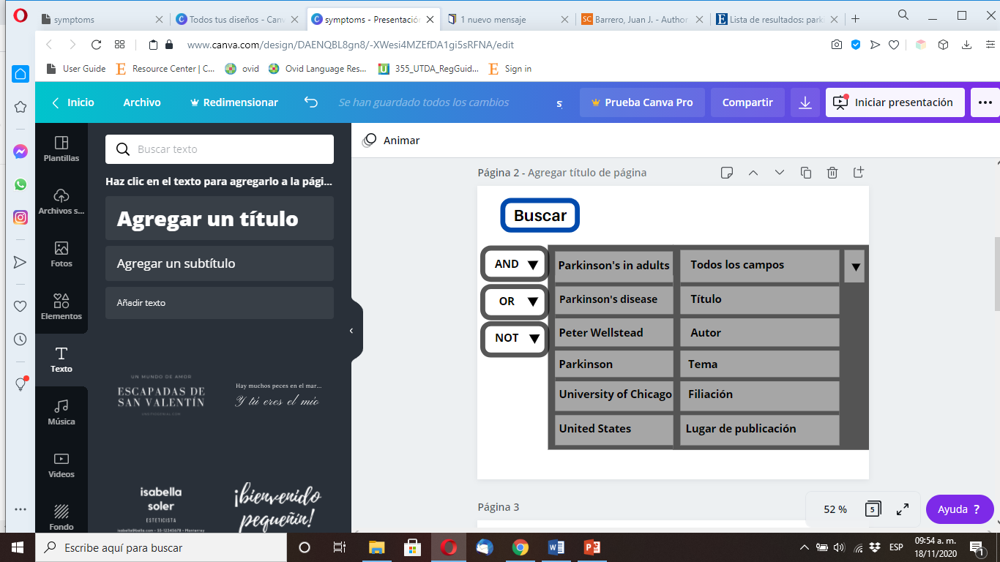 symptoms
Todos tus diseños - Canv
symptoms - Presentación
1 nuevo mensaje
Barrero, Juan J. - Author
Lista de resultados: park
www.canva.com/design/DAENQBL8gn8/-XWesi4MZEfDA1gi5sRFNA/edit
User Guide
Resource Center | C...
ovid
Ovid Language Res...
355_UTDA_RegGuid...
Sign in
Inicio
Archivo
Redimensionar
Se han guardado todos los cambios
s
Prueba Canva Pro
Compartir
Iniciar presentación
Plantillas
Archivos s...
Fotos
Elementos
Texto
Música
Videos
Fondo
Buscar texto
Haz clic en el texto para agregarlo a la pági...
Agregar un título
Agregar un subtítulo
Añadir texto
UN MUNDO DE AMOR
ESCAPADAS DE
SAN VALENTÍN
Hay muchos peces en el mar...
Y tú eres el mío
isabella
soler
ESTETICISTA
¡bienvenido
pequeñín!
Animar
Página 2 - Agregar título de página
Buscar
AND
Parkinson's in adults
Todos los campos
OR
Parkinson's disease
Título
NOT
Peter Wellstead
Autor
Parkinson
Tema
University of Chicago
Filiación
United States
Lugar de publicación
Página 3
52 %
5
Ayuda ?
Escribe aquí para buscar
ESP
09:54 a. m.
18/11/2020
1